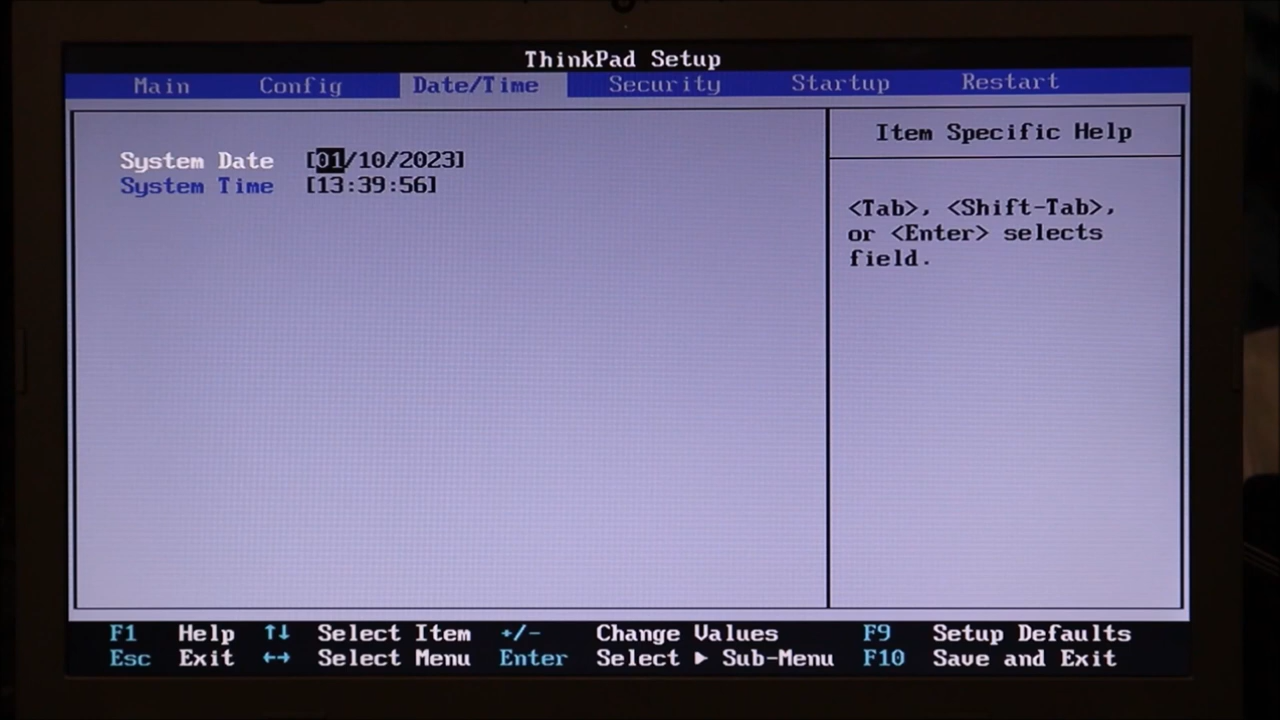 ThinkPad Setup
Main Config Date/Time Security Startup Restart
System Date [01/10/2023]
System Time [13:39:56]
Item Specific Help
<Tab>, <Shift-Tab>,
or <Enter> selects
field.
F1 Help ↑↓ Select Item +/- Change Values F9 Setup Defaults
Esc Exit ←→ Select Menu Enter Select ▶ Sub-Menu F10 Save and Exit